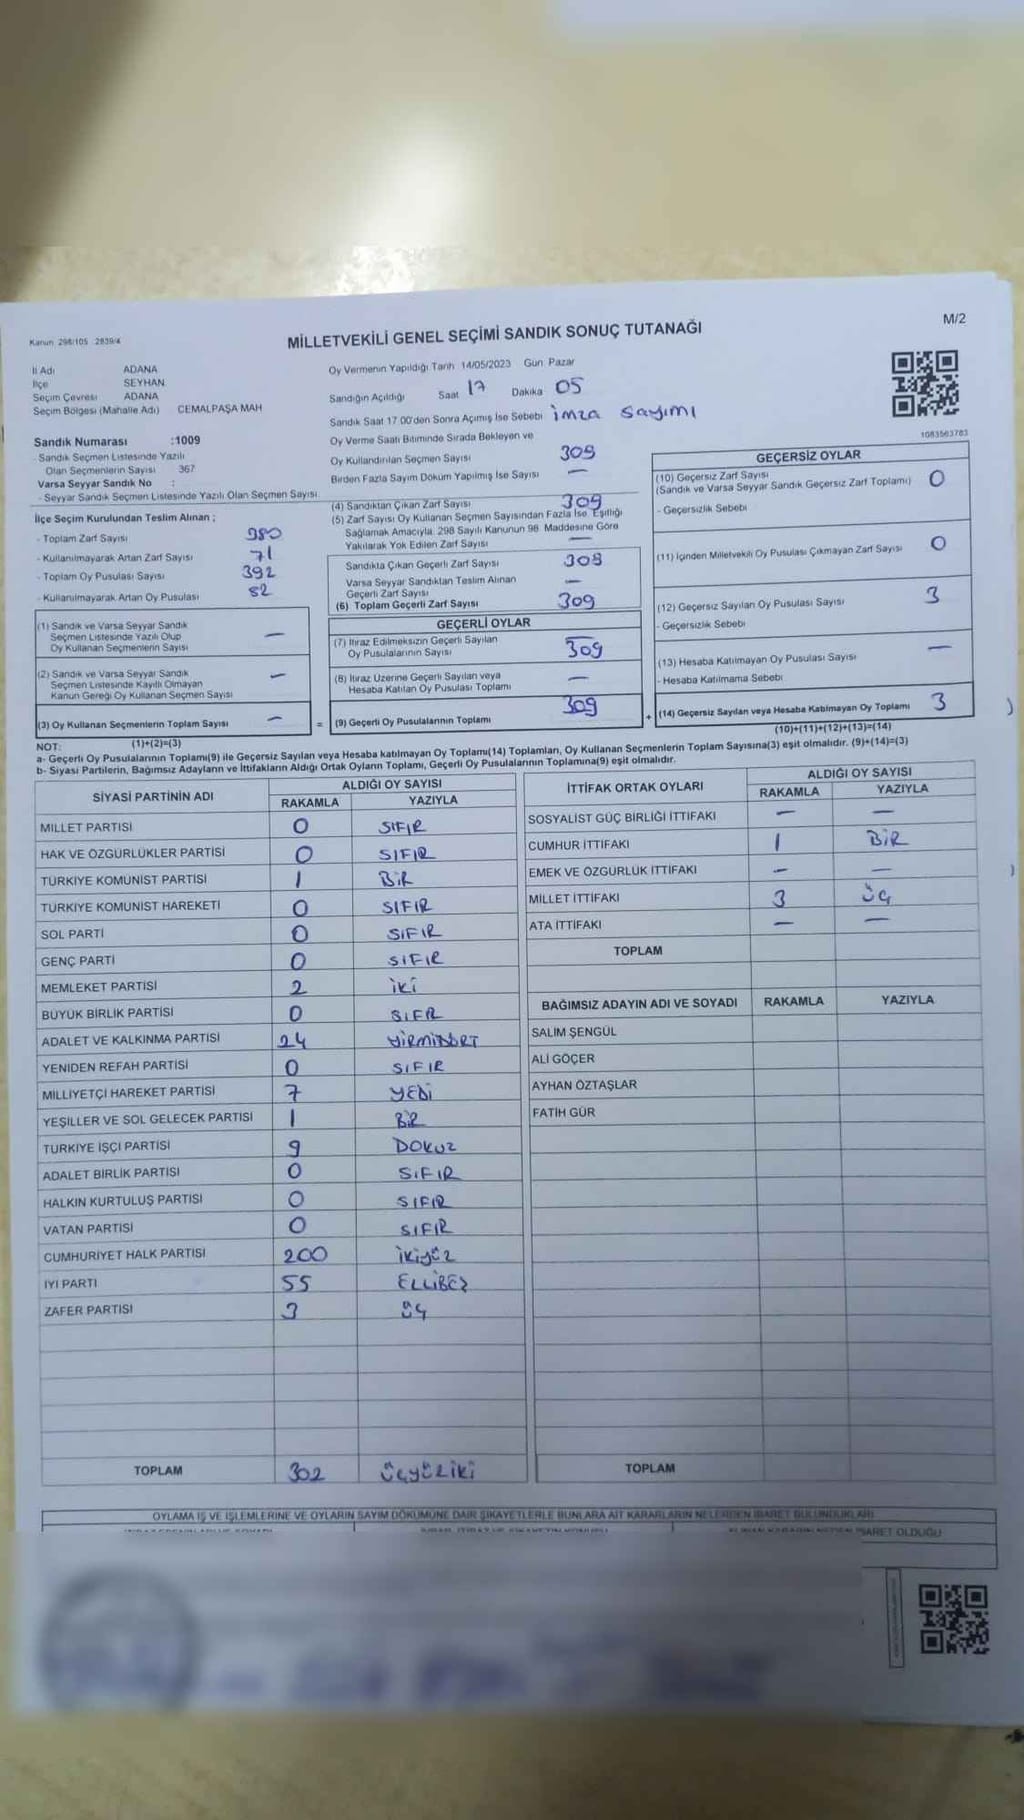 Karun 298/105 2839/4
MİLLETVEKİLİ GENEL SEÇİMİ SANDIK SONUÇ TUTANAĞI
M/2
İl Adı ADANA
İlçe SEYHAN
Seçim Çevresi ADANA
Seçim Bölgesi (Mahalle Adı) CEMALPAŞA MAH
Oy Vermenin Yapıldığı Tarih 14/05/2023 Gün Pazar
Sandığın Açıldığı Saat 17 Dakika 05
Sandık Saat 17.00'den Sonra Açımış İse Sebebi imza sayımı
Sandık Numarası :1009
Sandık Seçmen Listesinde Yazılı
Olan Seçmenlerin Sayısı 367
Varsa Seyyar Sandık No :
- Seyyar Sandık Seçmen Listesinde Yazılı Olan Seçmen Sayısı
Oy Verme Saati Bitiminde Sırada Bekleyen ve
Oy Kullandırılan Seçmen Sayısı 309
Birden Fazla Sayım Döküm Yapılmış İse Sayısı —
1083563783
İlçe Seçim Kurulundan Teslim Alınan ;
- Toplam Zarf Sayısı 380
- Kullanılmayarak Artan Zarf Sayısı 71
- Toplam Oy Pusulası Sayısı 392
- Kullanılmayarak Artan Oy Pusulası 82
(4) Sandıktan Çıkan Zarf Sayısı 309
(5) Zarf Sayısı Oy Kullanan Seçmen Sayısından Fazla İse Eşitliği
Sağlamak Amacıyla 298 Sayılı Kanunun 98. Maddesine Göre
Yakılarak Yok Edilen Zarf Sayısı —
Sandıkta Çıkan Geçerli Zarf Sayısı 309
Varsa Seyyar Sandıktan Teslim Alınan
Geçerli Zarf Sayısı —
(6) Toplam Geçerli Zarf Sayısı 309
GEÇERSİZ OYLAR
(10) Geçersiz Zarf Sayısı 0
(Sandık ve Varsa Seyyar Sandık Geçersiz Zarf Toplamı)
- Geçersizlik Sebebi
(11) İçinden Milletvekili Oy Pusulası Çıkmayan Zarf Sayısı 0
(12) Geçersiz Sayılan Oy Pusulası Sayısı 3
- Geçersizlik Sebebi
(13) Hesaba Katılmayan Oy Pusulası Sayısı —
- Hesaba Katılmama Sebebi
(14) Geçersiz Sayılan veya Hesaba Katılmayan Oy Toplamı 3
(10)+(11)+(12)+(13)=(14)
(1) Sandık ve Varsa Seyyar Sandık
Seçmen Listesinde Yazılı Olup
Oy Kullanan Seçmenlerin Sayısı —
(2) Sandık ve Varsa Seyyar Sandık
Seçmen Listesinde Kayıtlı Olmayan
Kanun Gereği Oy Kullanan Seçmen Sayısı —
(3) Oy Kullanan Seçmenlerin Toplam Sayısı — =
(1)+(2)=(3)
GEÇERLİ OYLAR
(7) İtiraz Edilmeksizin Geçerli Sayılan
Oy Pusulalarının Sayısı 309
(8) İtiraz Üzerine Geçerli Sayılan veya
Hesaba Katılan Oy Pusulası Toplamı —
(9) Geçerli Oy Pusulalarının Toplamı 309 +
NOT:
a- Geçerli Oy Pusulalarının Toplamı(9) ile Geçersiz Sayılan veya Hesaba katılmayan Oy Toplamı(14) Toplamları, Oy Kullanan Seçmenlerin Toplam Sayısına(3) eşit olmalıdır. (9)+(14)=(3)
b- Siyasi Partilerin, Bağımsız Adayların ve İttifakların Aldığı Ortak Oyların Toplamı, Geçerli Oy Pusulalarının Toplamına(9) eşit olmalıdır.
SİYASİ PARTİNİN ADI ALDIĞI OY SAYISI
RAKAMLA YAZIYLA
MİLLET PARTİSİ 0 SIFIR
HAK VE ÖZGÜRLÜKLER PARTİSİ 0 SIFIR
TÜRKİYE KOMÜNİST PARTİSİ 1 BİR
TÜRKİYE KOMÜNİST HAREKETİ 0 SIFIR
SOL PARTİ 0 SIFIR
GENÇ PARTİ 0 SIFIR
MEMLEKET PARTİSİ 2 iki
BÜYÜK BİRLİK PARTİSİ 0 SIFR
ADALET VE KALKINMA PARTİSİ 24 YİRMİDÖRT
YENİDEN REFAH PARTİSİ 0 SIFIR
MİLLİYETÇİ HAREKET PARTİSİ 7 YEDİ
YEŞİLLER VE SOL GELECEK PARTİSİ 1 BİR
TÜRKİYE İŞÇİ PARTİSİ 9 DOKUZ
ADALET BİRLİK PARTİSİ 0 SIFIR
HALKIN KURTULUŞ PARTİSİ 0 SIFIR
VATAN PARTİSİ 0 SIFIR
CUMHURİYET HALK PARTİSİ 200 İKİYÜZ
İYİ PARTİ 55 ELLİBEŞ
ZAFER PARTİSİ 3 ÜÇ
TOPLAM 302 ÜÇYÜZİKİ
İTTİFAK ORTAK OYLARI ALDIĞI OY SAYISI
RAKAMLA YAZIYLA
SOSYALİST GÜÇ BİRLİĞİ İTTİFAKI — —
CUMHUR İTTİFAKI 1 BİR
EMEK VE ÖZGÜRLÜK İTTİFAKI — —
MİLLET İTTİFAKI 3 ÜÇ
ATA İTTİFAKI — —
TOPLAM
BAĞIMSIZ ADAYIN ADI VE SOYADI RAKAMLA YAZIYLA
SALİM ŞENGÜL
ALİ GÖÇER
AYHAN ÖZTAŞLAR
FATİH GÜR
TOPLAM
OYLAMA İŞ VE İŞLEMLERİNE VE OYLARIN SAYIM DÖKÜMÜNE DAİR ŞİKAYETLERLE BUNLARA AİT KARARLARIN NELERDEN İBARET BULUNDUKLARI